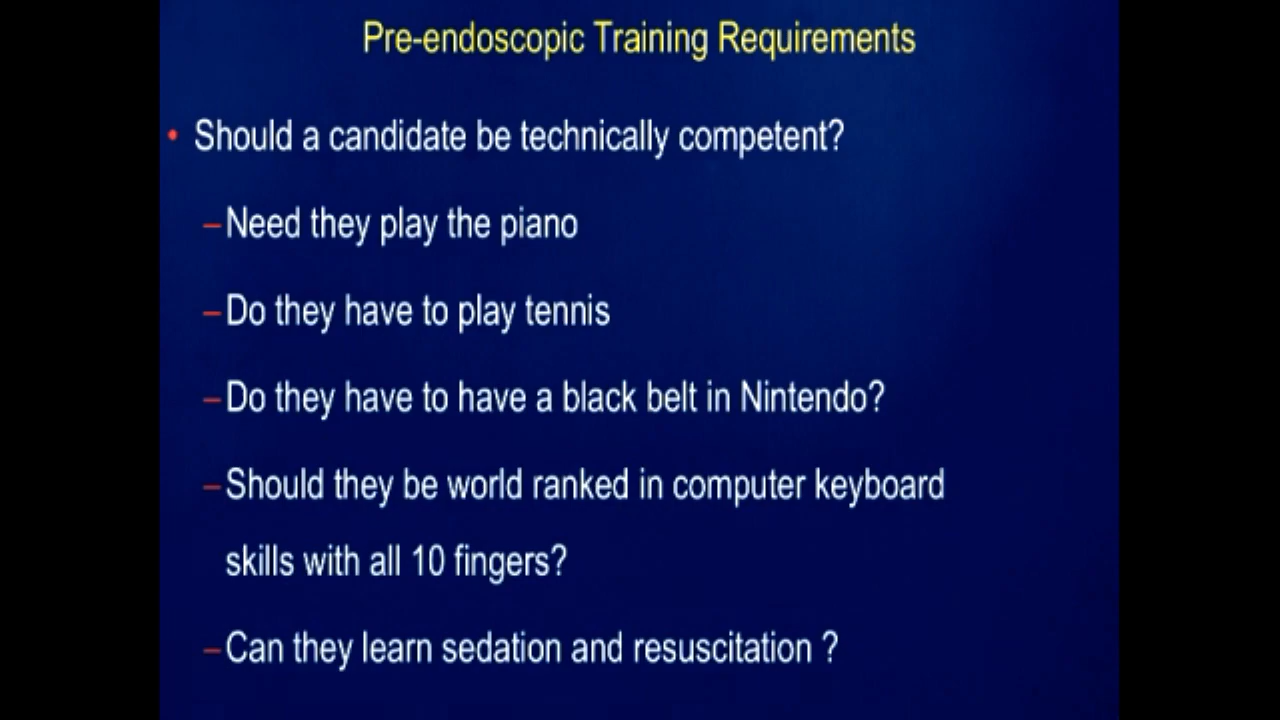 Pre-endoscopic Training Requirements
• Should a candidate be technically competent?
–Need they play the piano
–Do they have to play tennis
–Do they have to have a black belt in Nintendo?
–Should they be world ranked in computer keyboard
skills with all 10 fingers?
–Can they learn sedation and resuscitation ?